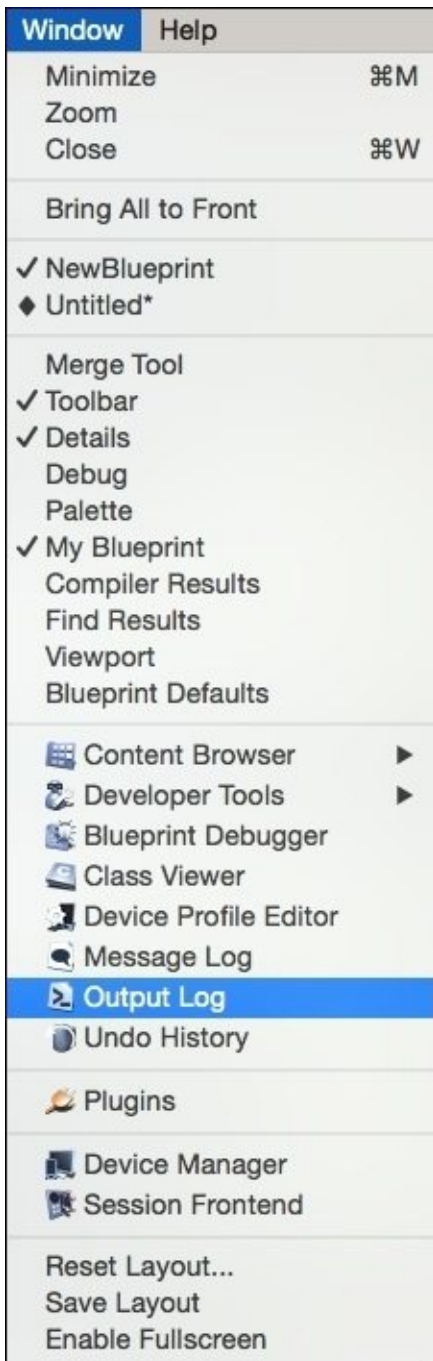 Window Help
Minimize ⌘M
Zoom
Close ⌘W
Bring All to Front
✓ NewBlueprint
◆ Untitled*
Merge Tool
✓ Toolbar
✓ Details
Debug
Palette
✓ My Blueprint
Compiler Results
Find Results
Viewport
Blueprint Defaults
Content Browser ▶
Developer Tools ▶
Blueprint Debugger
Class Viewer
Device Profile Editor
Message Log
Output Log
Undo History
Plugins
Device Manager
Session Frontend
Reset Layout...
Save Layout
Enable Fullscreen